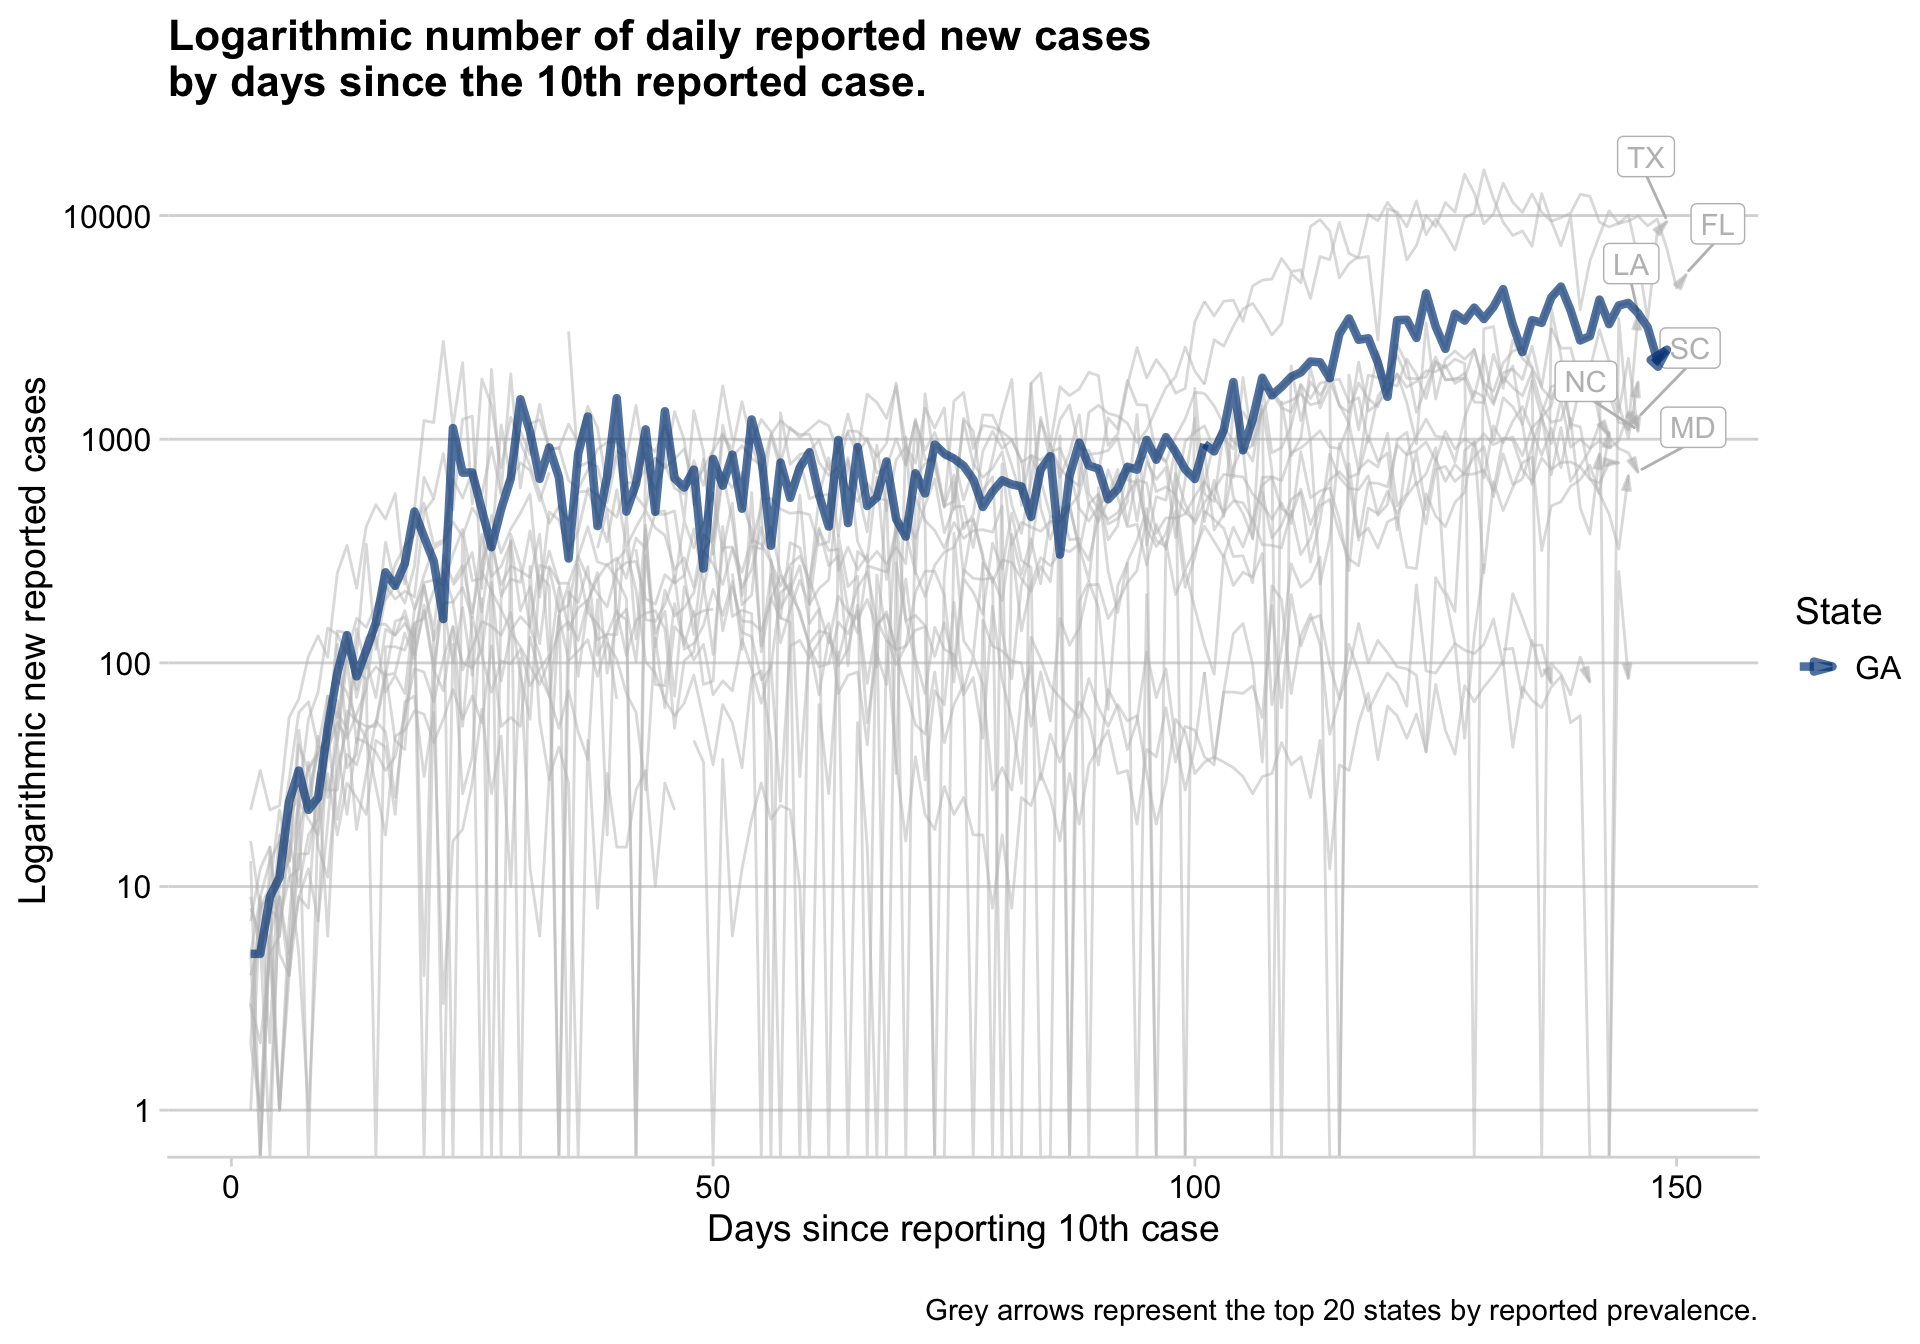 Logarithmic number of daily reported new cases
by days since the 10th reported case.
Logarithmic new reported cases
10000
1000
100
10
1
TX
FL
LA
SC
NC
MD
State
GA
0
50
100
150
Days since reporting 10th case
Grey arrows represent the top 20 states by reported prevalence.